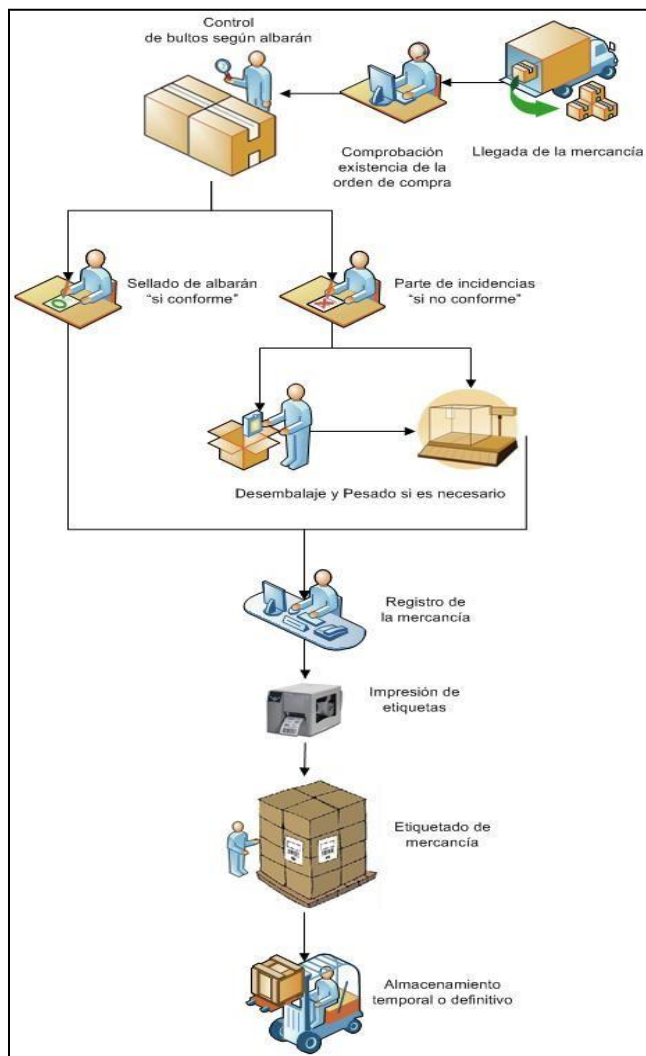 Control
de bultos según albarán
Comprobación
existencia de la
orden de compra
Llegada de la mercancía
Sellado de albarán
“si conforme”
Parte de incidencias
“si no conforme”
Desembalaje y Pesado si es necesario
Registro de
la mercancía
Impresión de
etiquetas
Etiquetado de
mercancía
Almacenamiento
temporal o definitivo